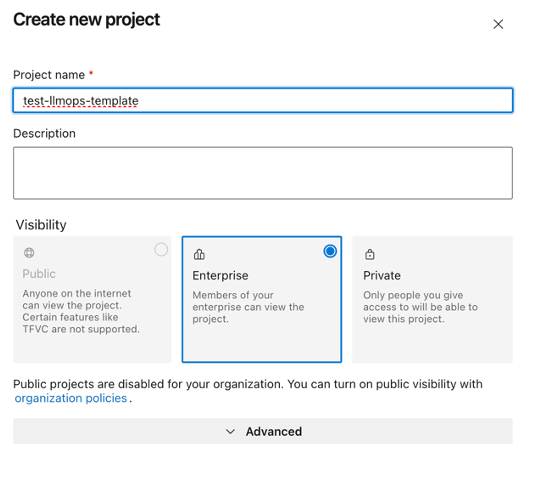 Create new project
Project name *
test-llmops-template
Description
Visibility
Public
Anyone on the internet
can view the project.
Certain features like
TFVC are not supported.
Enterprise
Members of your
enterprise can view the
project.
Private
Only people you give
access to will be able to
view this project.
Public projects are disabled for your organization. You can turn on public visibility with
organization policies.
Advanced